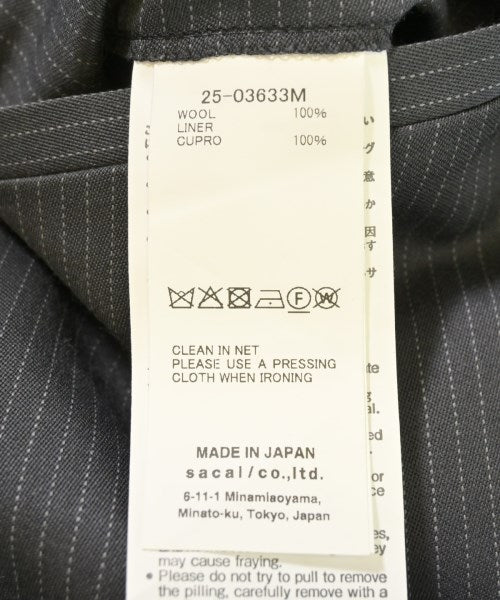 25-03633M
WOOL 100%
LINER
CUPRO 100%
CLEAN IN NET
PLEASE USE A PRESSING
CLOTH WHEN IRONING
MADE IN JAPAN
sacai/co.,ltd.
6-11-1 Minamiaoyama,
Minato-ku, Tokyo, Japan
may cause fraying.
• Please do not try to pull to remove
the pilling, carefully remove with a